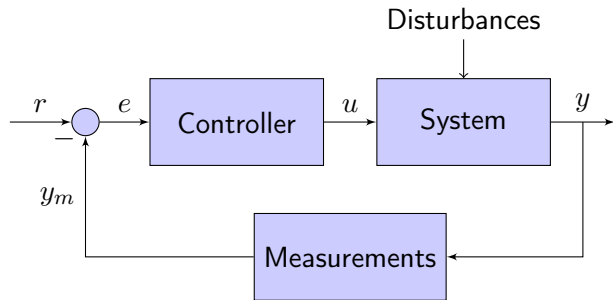 Disturbances
r
e
Controller
u
System
y
−
y_m
Measurements